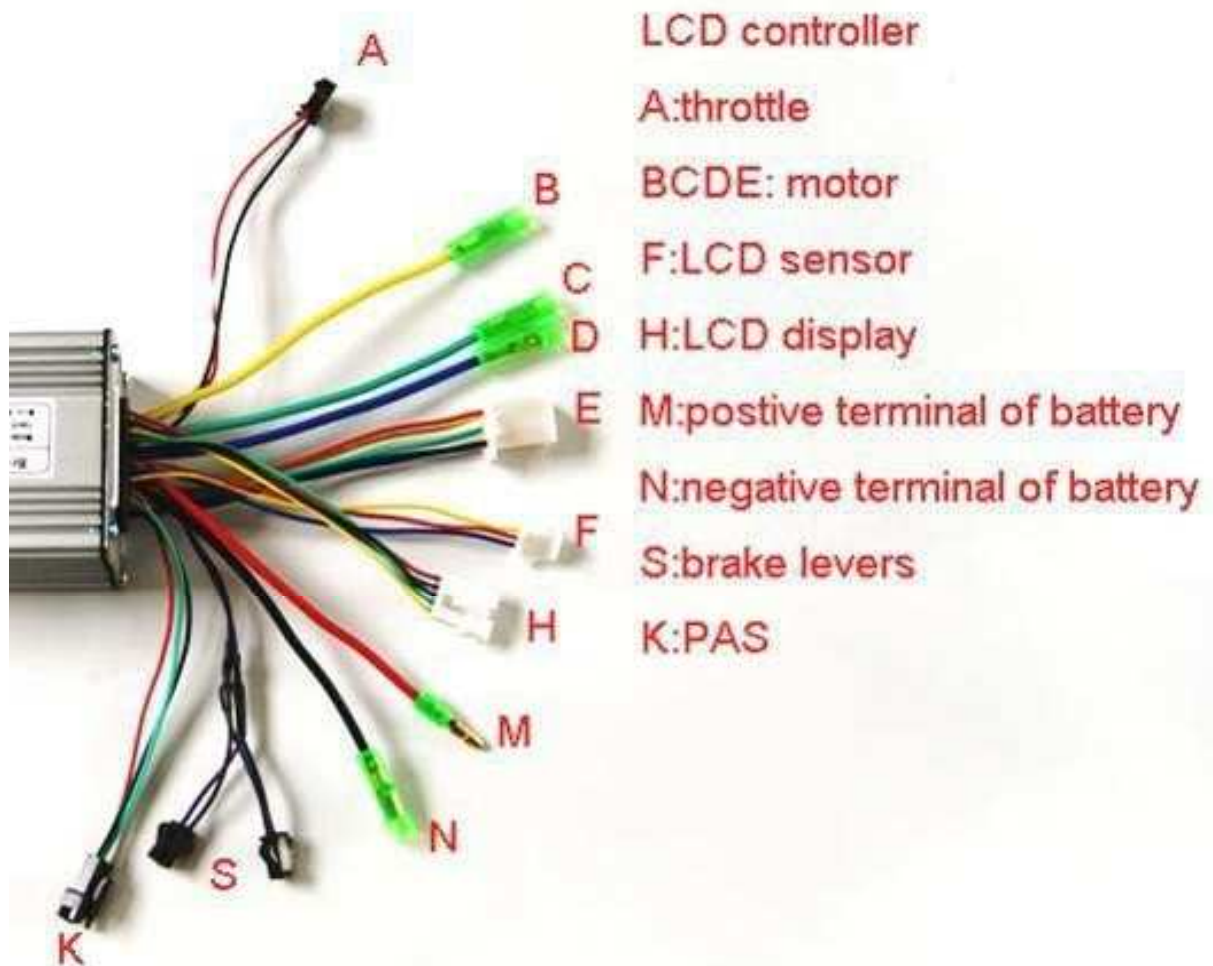 LCD controller
A:throttle
BCDE: motor
F:LCD sensor
H:LCD display
M:postive terminal of battery
N:negative terminal of battery
S:brake levers
K:PAS
A
B
C
D
E
F
H
M
N
S
K